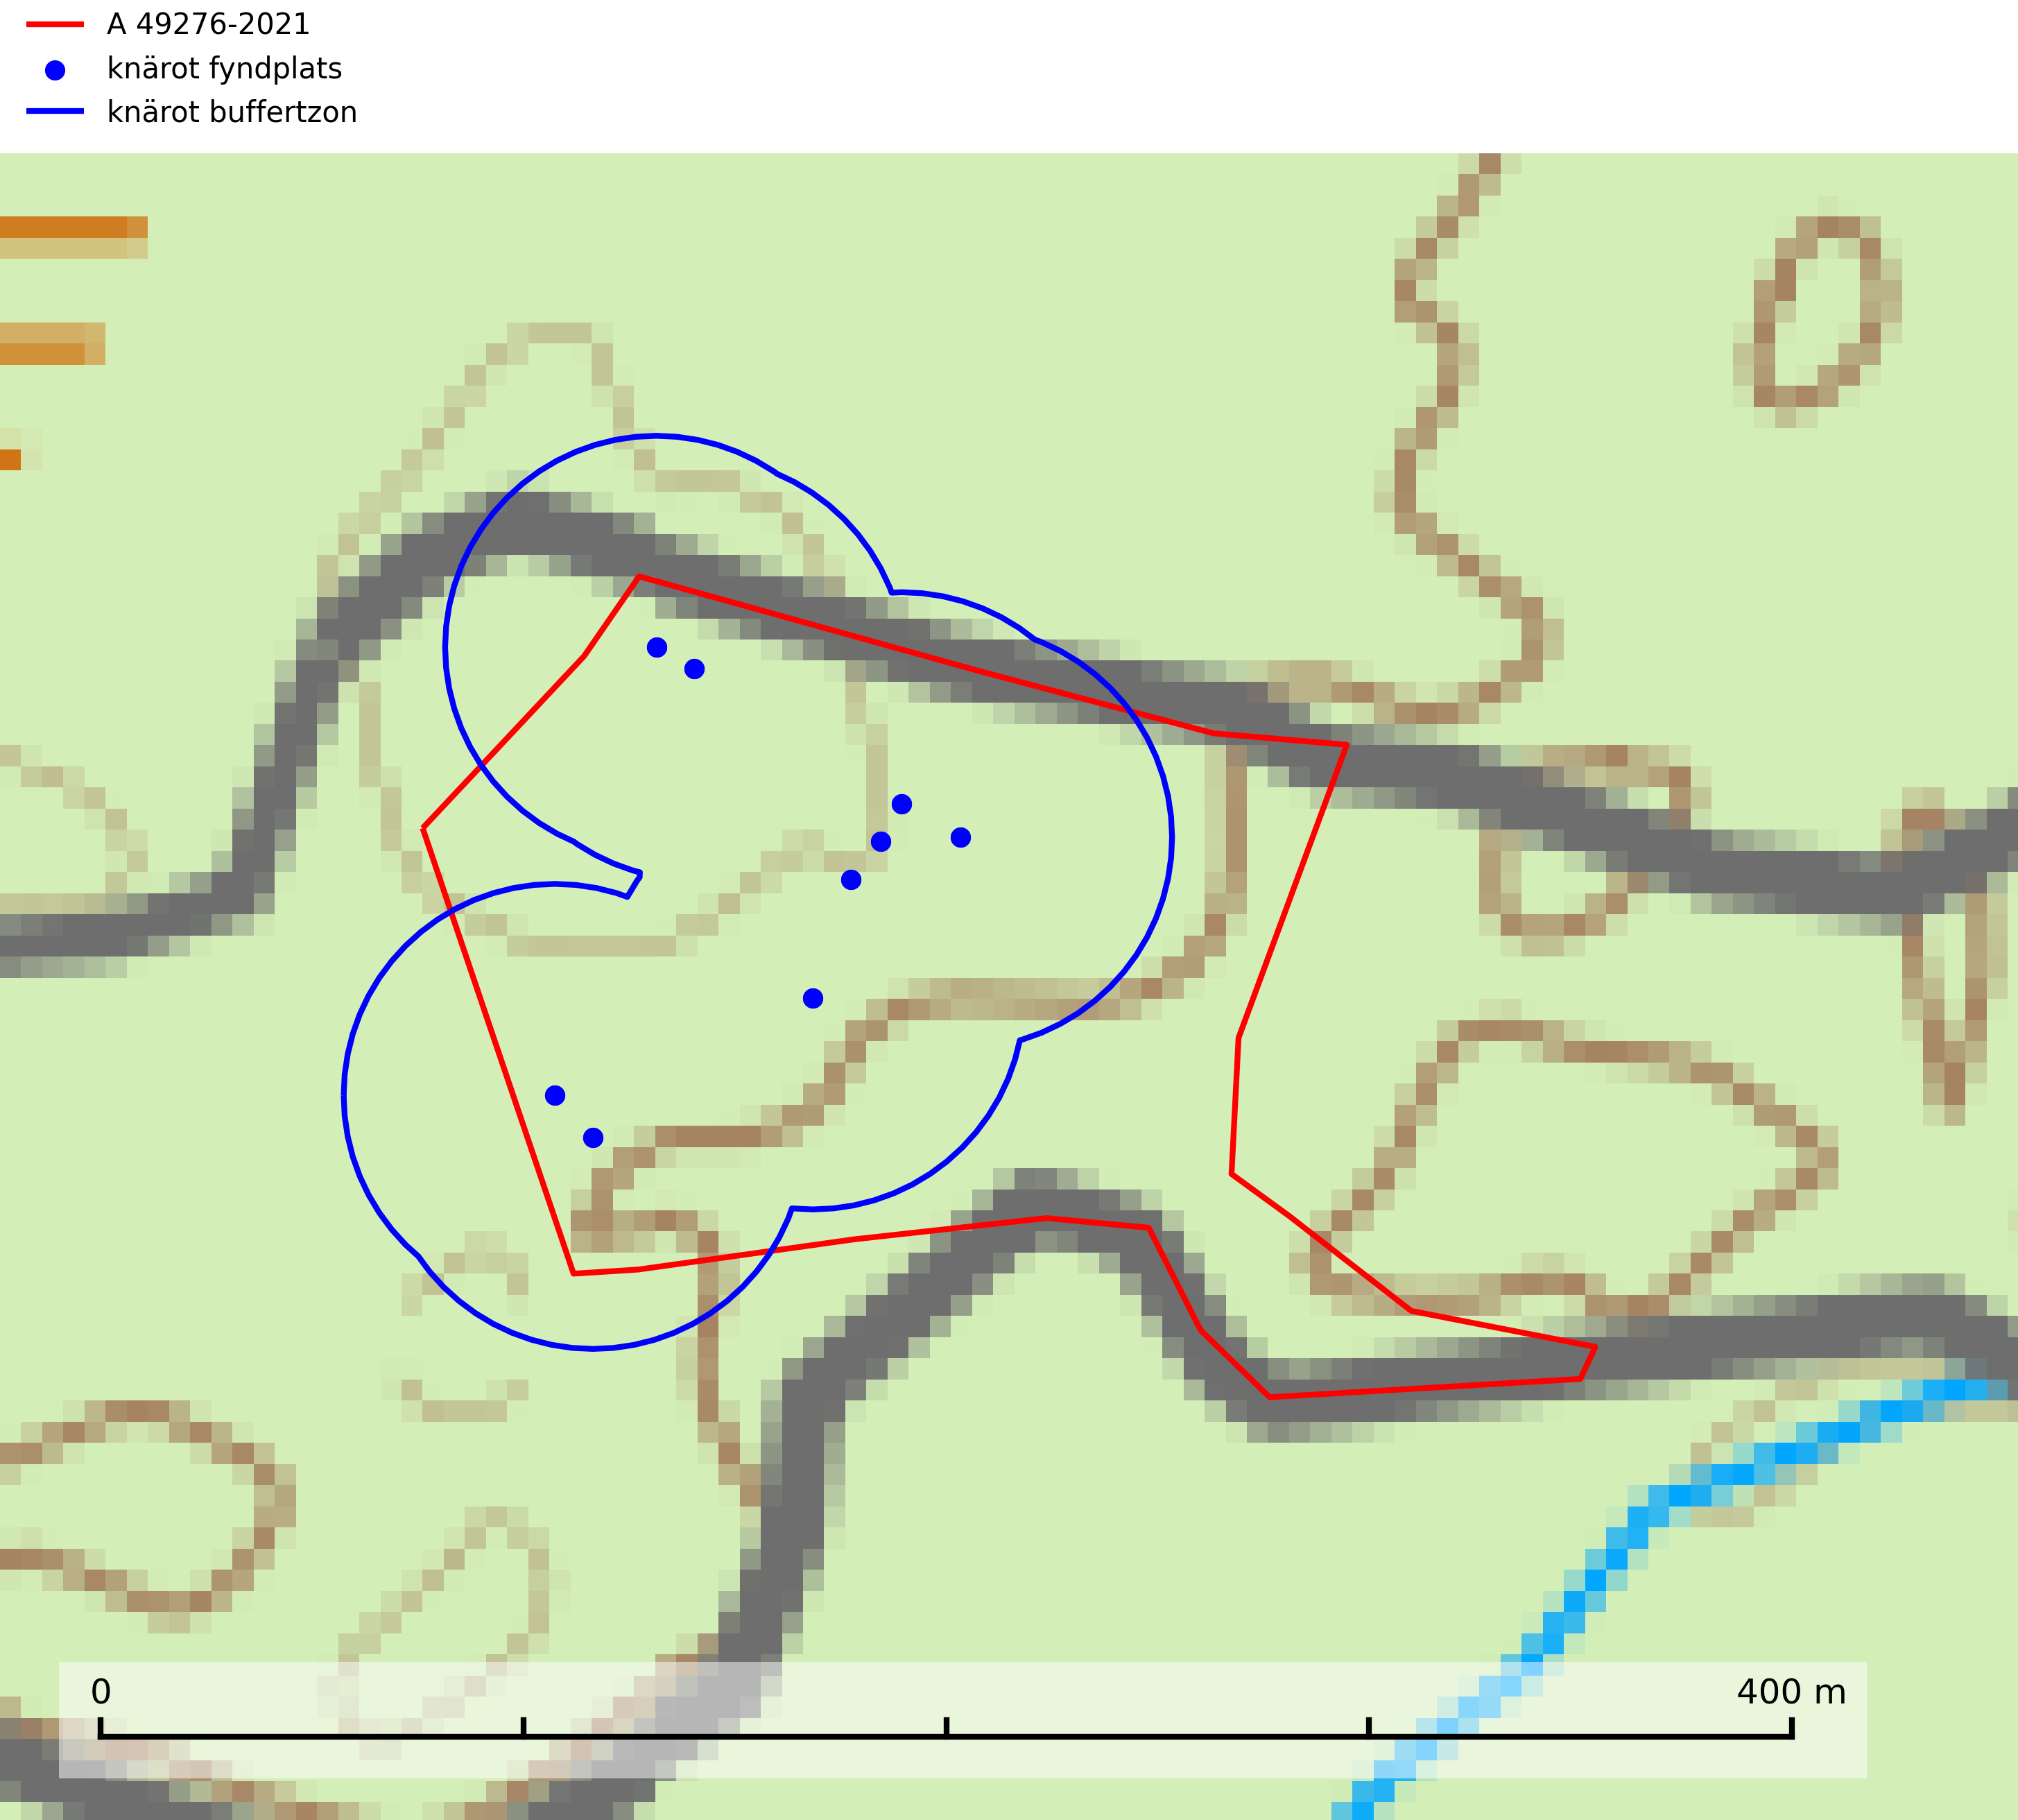 A 49276-2021
knärot fyndplats
knärot buffertzon
0
400 m